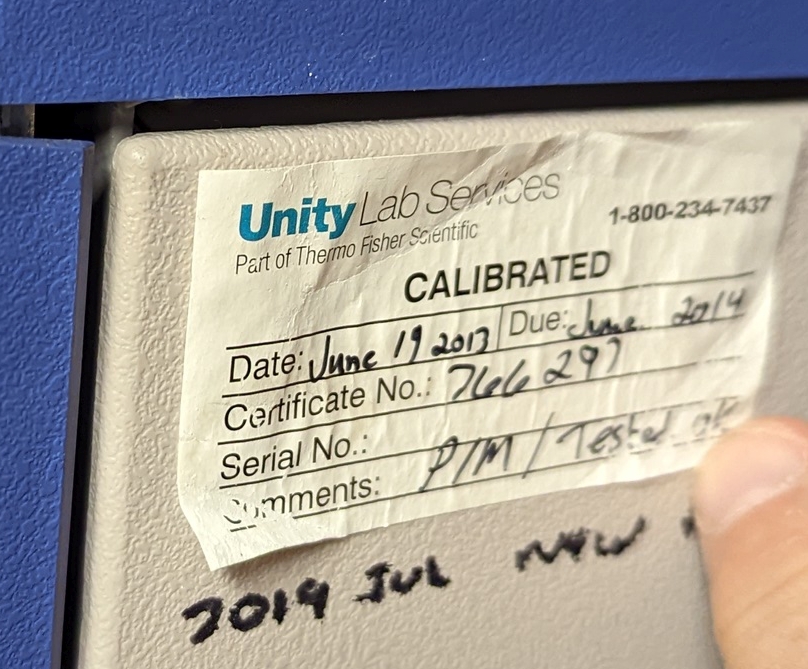 Unity Lab Services
Part of Thermo Fisher Scientific
1-800-234-7437
CALIBRATED
Date: June 19 2013 Due: June 2014
Certificate No.: 766297
Serial No.:
Comments: P/M / Tested ok
2019 JUL NEW